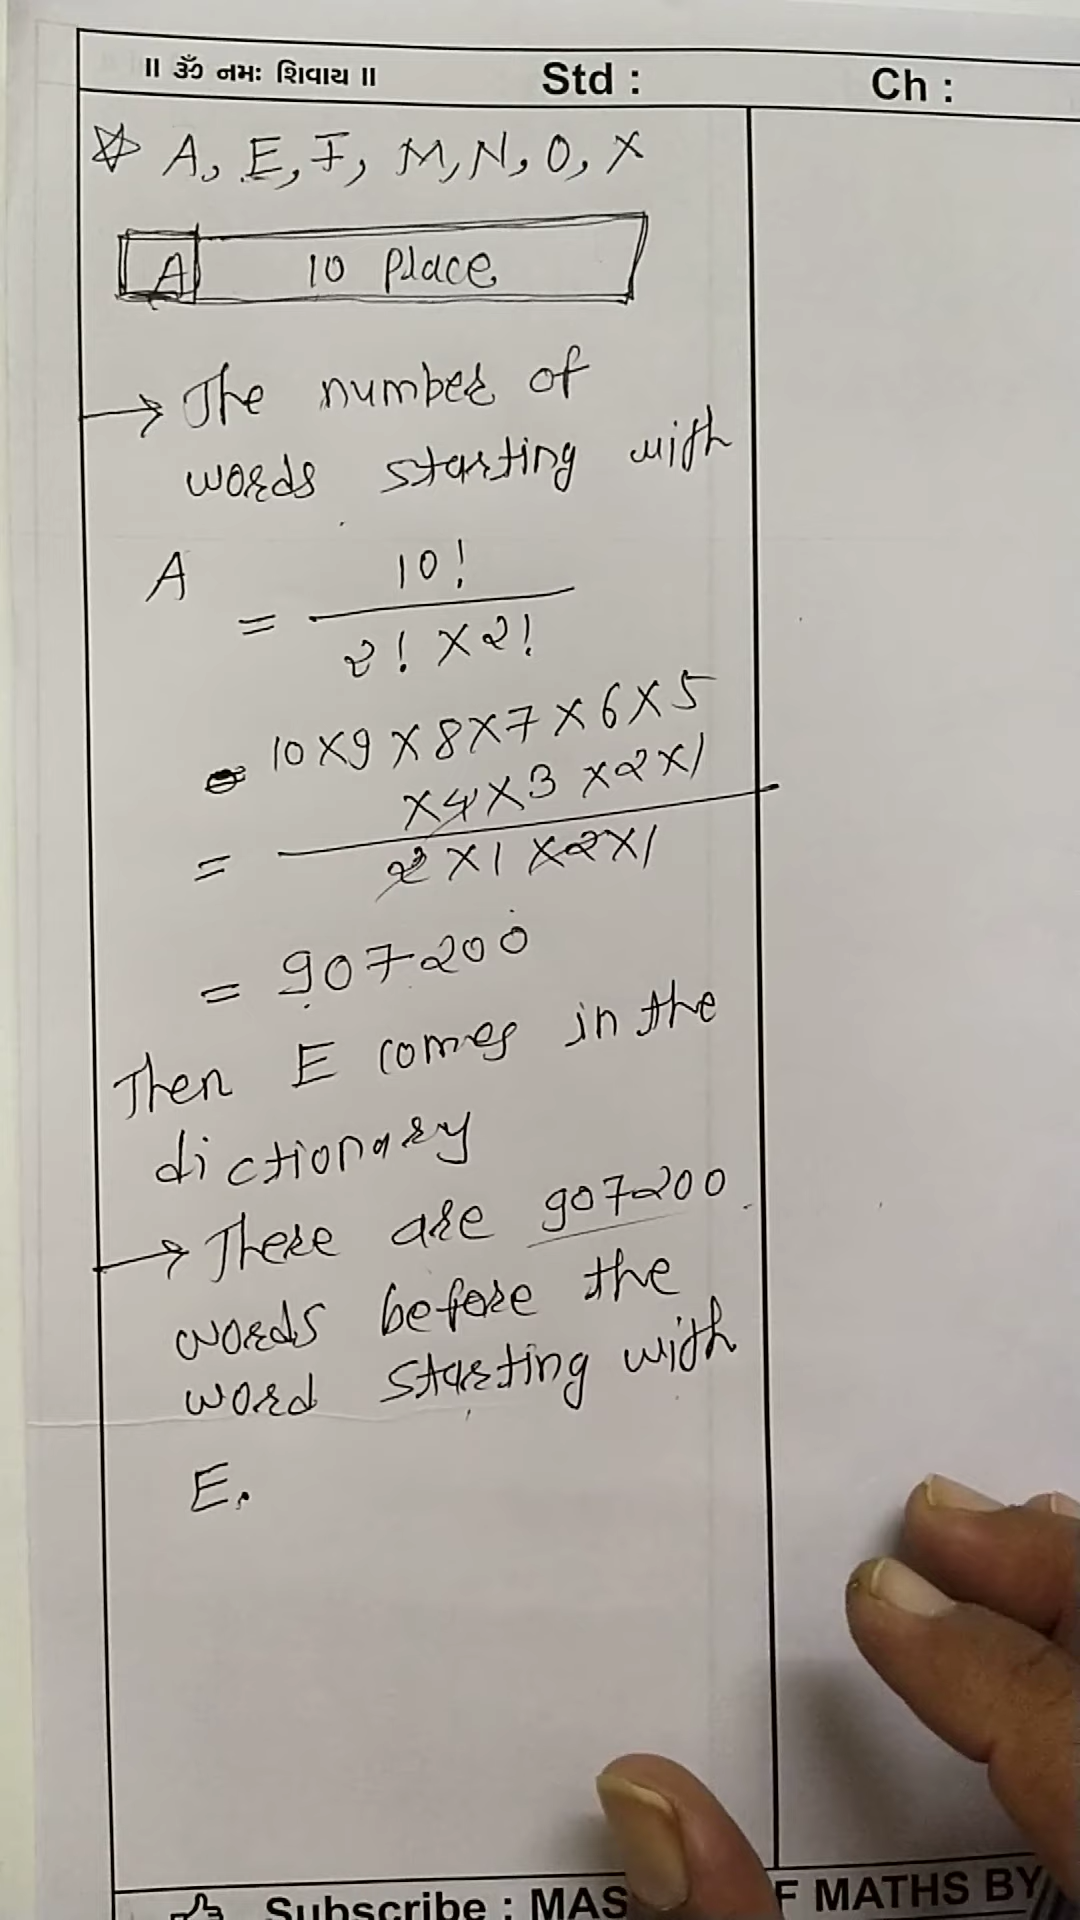 ॥ ॐ નમઃ શિવાય ॥ Std : Ch :
A, E, I, M, N, O, X
A 10 Place
→ The number of
words starting with
A
= 10! / 2! X 2!
10 X 9 X 8 X 7 X 6 X 5
X 4 X 3 X 2 X 1
= 2 X 1 X 2 X 1
= 907200
Then E comes in the
dictionary
→ There are 907200
words before the
word starting with
E.
Subscribe : MAS F MATHS BY